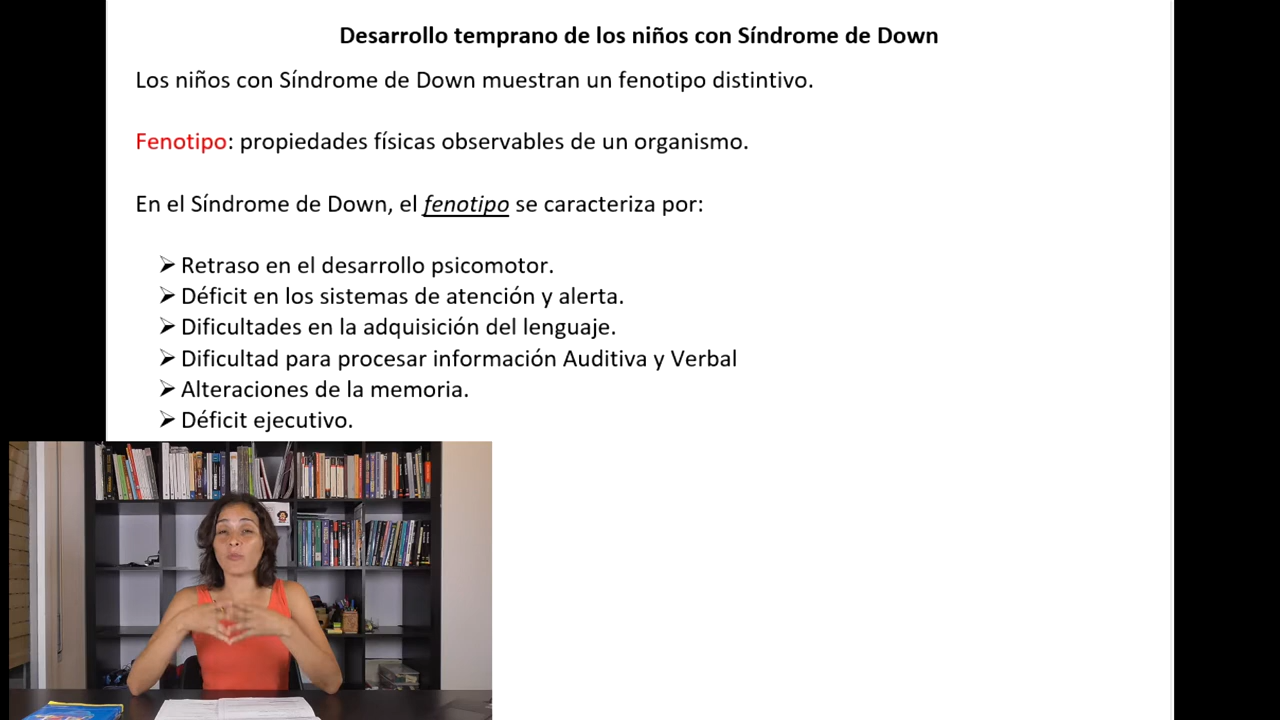 Desarrollo temprano de los niños con Síndrome de Down
Los niños con Síndrome de Down muestran un fenotipo distintivo.
Fenotipo: propiedades físicas observables de un organismo.
En el Síndrome de Down, el fenotipo se caracteriza por:
➢ Retraso en el desarrollo psicomotor.
➢ Déficit en los sistemas de atención y alerta.
➢ Dificultades en la adquisición del lenguaje.
➢ Dificultad para procesar información Auditiva y Verbal
➢ Alteraciones de la memoria.
➢ Déficit ejecutivo.